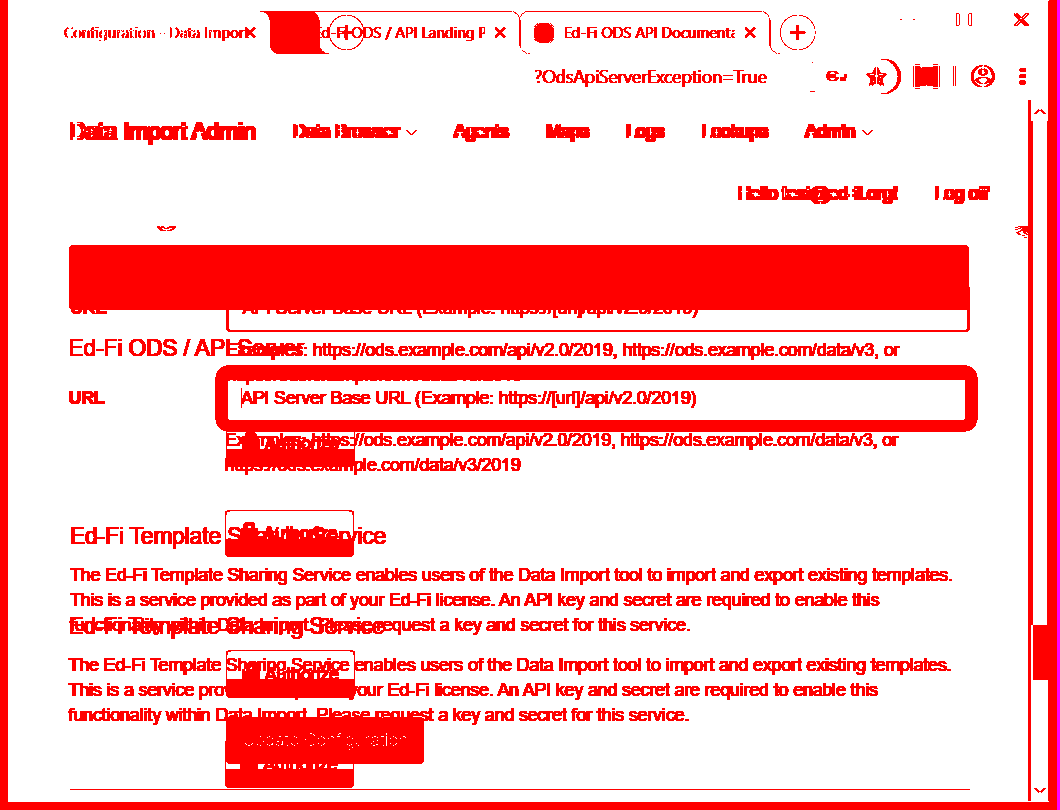 Configuration - Data Import
Ed-Fi ODS / API Landing P
Ed-Fi ODS API Documenta
?OdsApiServerException=True
Data Import Admin
Data Browser
Agents
Maps
Logs
Lookups
Admin
Log off
URL
API Server Base URL (Example: https://[url]/api/v2.0/2019)
Ed-Fi ODS / API Server
Examples: https://ods.example.com/api/v2.0/2019, https://ods.example.com/data/v3, or
URL
API Server Base URL (Example: https://[url]/api/v2.0/2019)
Examples: https://ods.example.com/api/v2.0/2019, https://ods.example.com/data/v3, or
Authorize
https://ods.example.com/data/v3/2019
Ed-Fi Template Sharing Service
Authorize
The Ed-Fi Template Sharing Service enables users of the Data Import tool to import and export existing templates.
This is a service provided as part of your Ed-Fi license. An API key and secret are required to enable this
functionality within Data Import. Please request a key and secret for this service.
Ed-Fi Template Sharing Service
The Ed-Fi Template Sharing Service enables users of the Data Import tool to import and export existing templates.
Authorize
This is a service your Ed-Fi license. An API key and secret are required to enable this
functionality within Data Import. Please request a key and secret for this service.
Update Configuration
Authorize